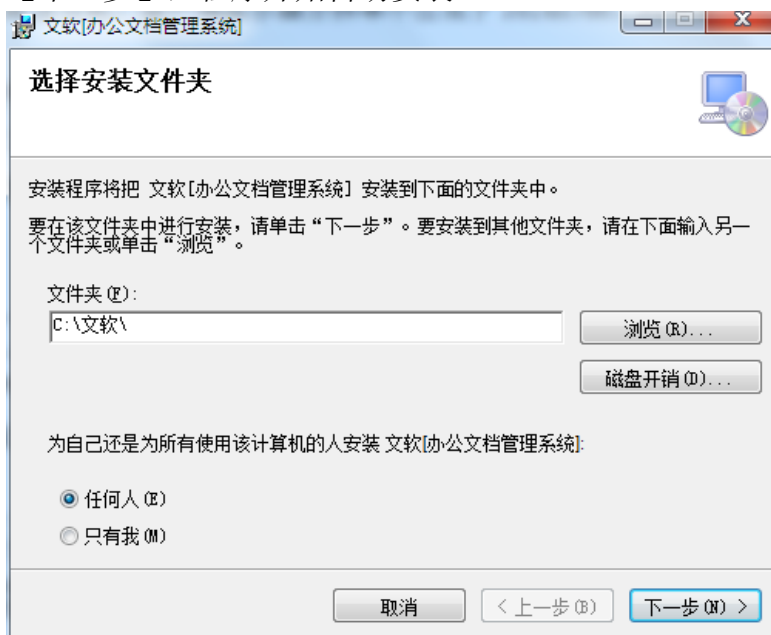 文软[办公文档管理系统]
选择安装文件夹
安装程序将把 文软[办公文档管理系统] 安装到下面的文件夹中。
要在该文件夹中进行安装，请单击“下一步”。要安装到其他文件夹，请在下面输入另一
个文件夹或单击“浏览”。
文件夹(F):
C:\文软\
浏览(R)...
磁盘开销(D)...
为自己还是为所有使用该计算机的人安装 文软[办公文档管理系统]:
任何人(E)
只有我(M)
取消
< 上一步(B)
下一步(N) >